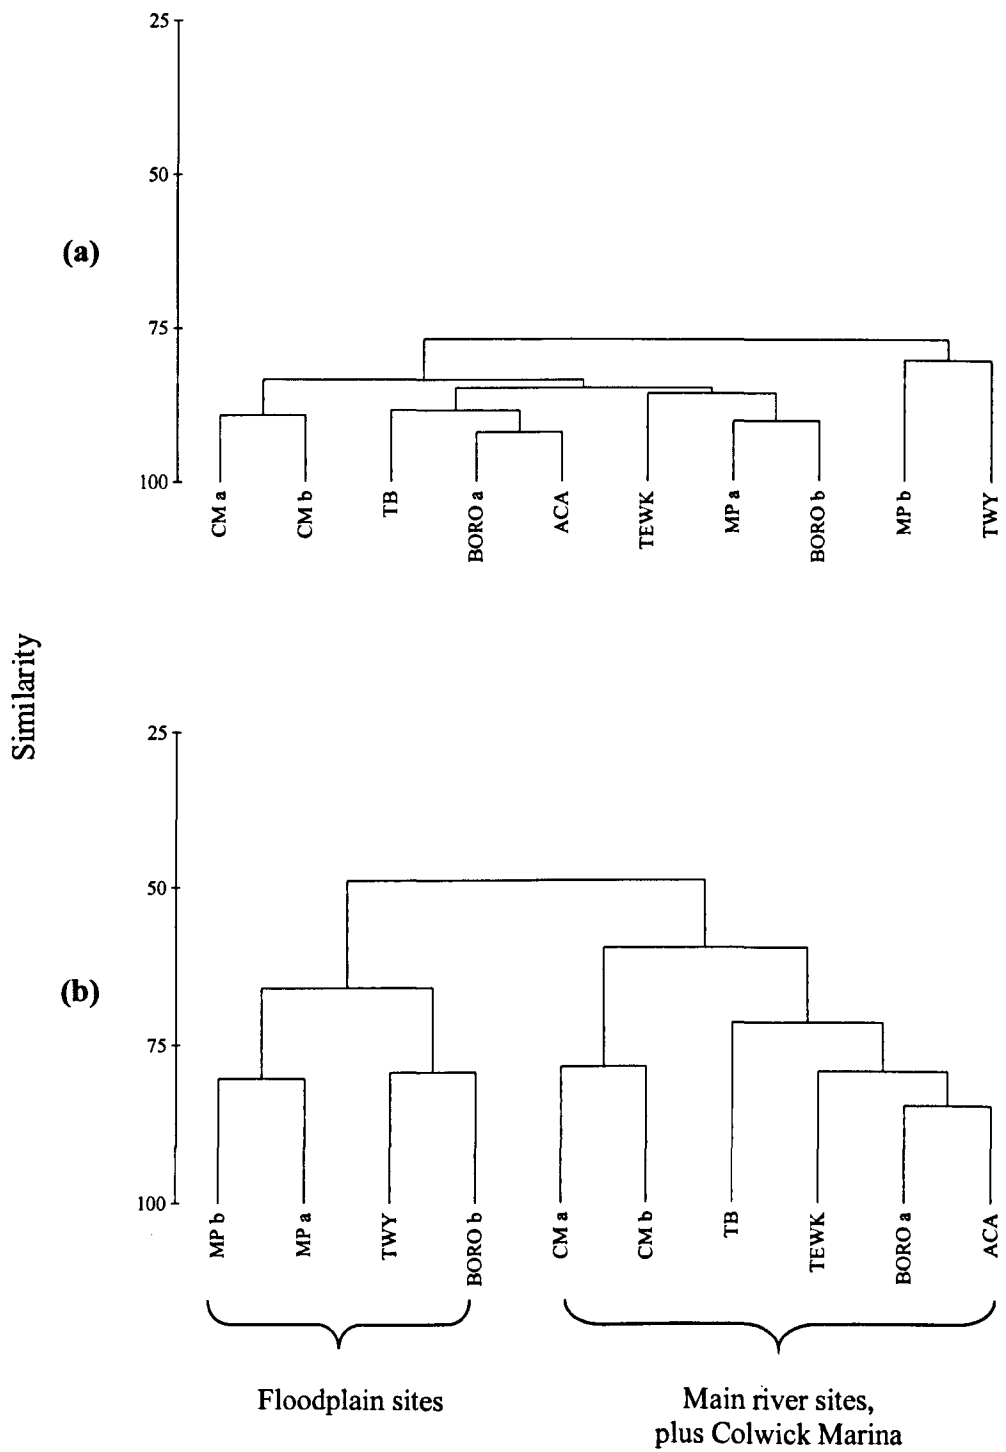 25
50
(a)
75
100
CM a
CM b
TB
BORO a
ACA
TEWK
MP a
BORO b
MP b
TWY
Similarity
25
50
(b)
75
100
MP b
MP a
TWY
BORO b
CM a
CM b
TB
TEWK
BORO a
ACA
Floodplain sites
Main river sites,
plus Colwick Marina